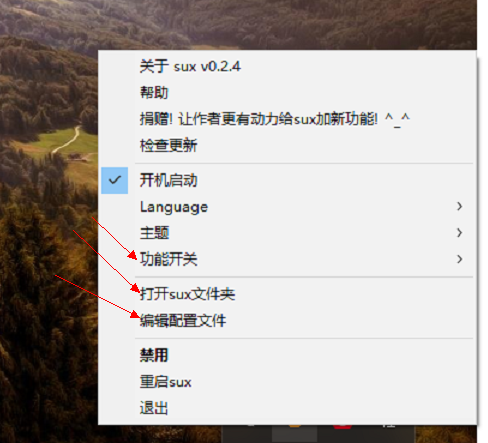 关于 sux v0.2.4
帮助
捐赠! 让作者更有动力给sux加新功能! ^_^
检查更新
开机启动
Language
主题
功能开关
打开sux文件夹
编辑配置文件
禁用
重启sux
退出